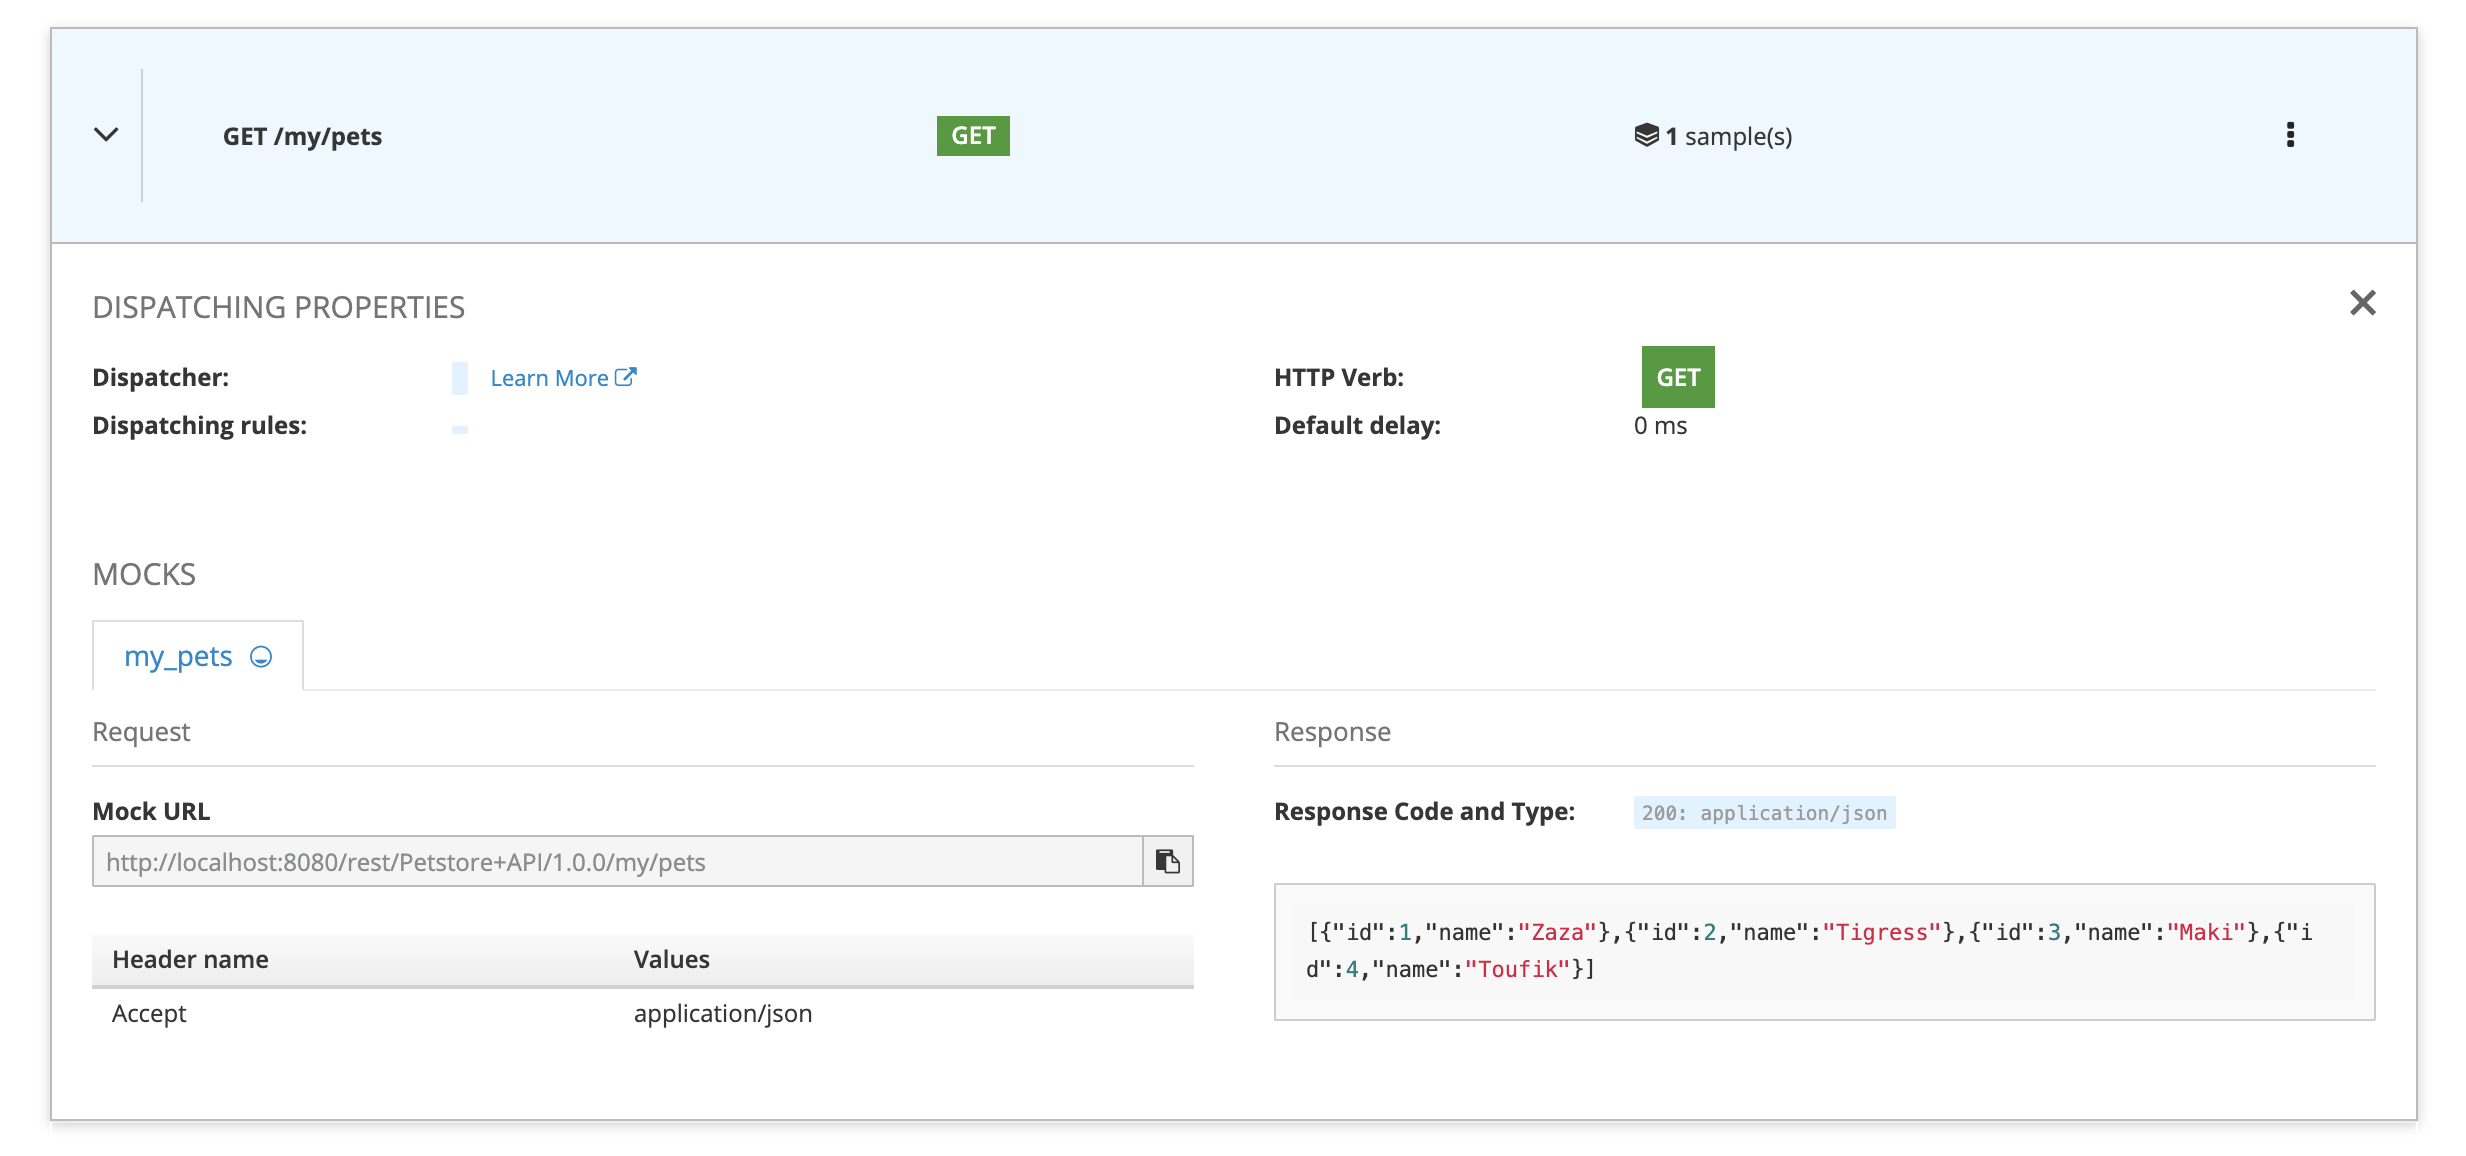 GET /my/pets
GET
1 sample(s)
DISPATCHING PROPERTIES
Dispatcher:
Learn More
HTTP Verb:
GET
Dispatching rules:
Default delay:
0 ms
MOCKS
my_pets
Request
Response
Mock URL
Response Code and Type:
200: application/json
http://localhost:8080/rest/Petstore+API/1.0.0/my/pets
[{"id":1,"name":"Zaza"},{"id":2,"name":"Tigress"},{"id":3,"name":"Maki"},{"i
d":4,"name":"Toufik"}]
Header name
Values
Accept
application/json